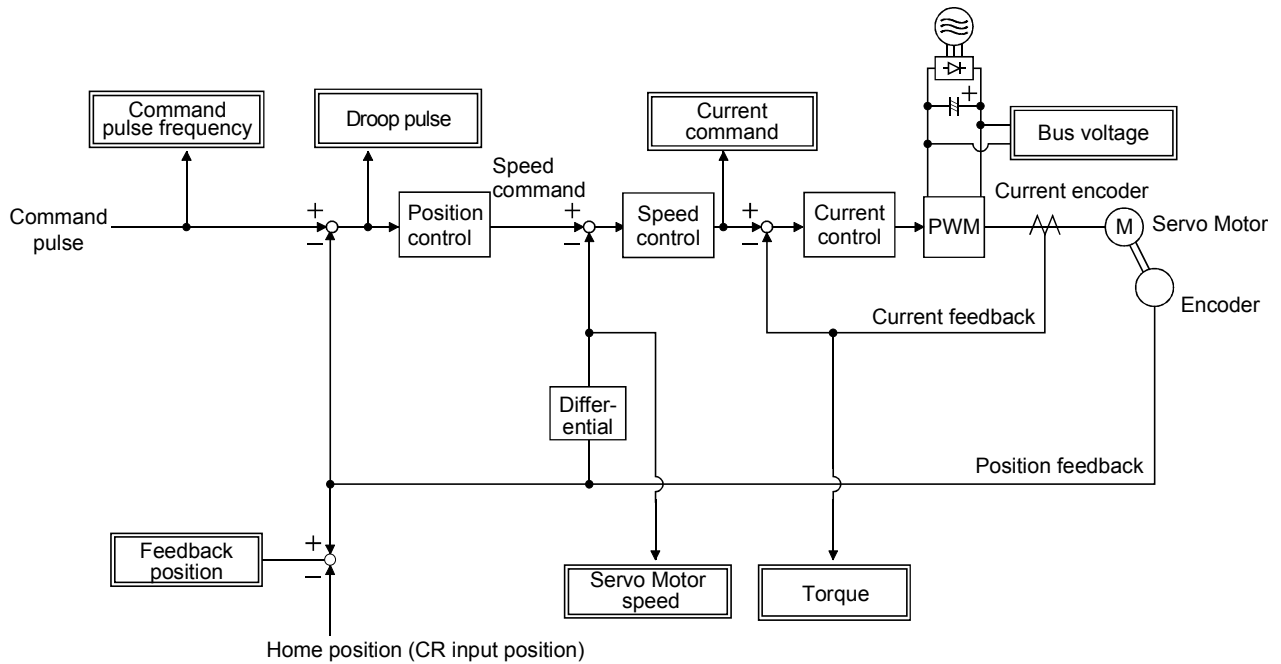 Command
pulse frequency
Droop pulse
Current
command
+
Bus voltage
Speed
command
Current encoder
Command
pulse
+
−
Position
control
+
−
Speed
control
+
−
Current
control
PWM
M
Servo Motor
Encoder
Current feedback
Differ-
ential
Position feedback
Feedback
position
+
−
Servo Motor
speed
Torque
Home position (CR input position)